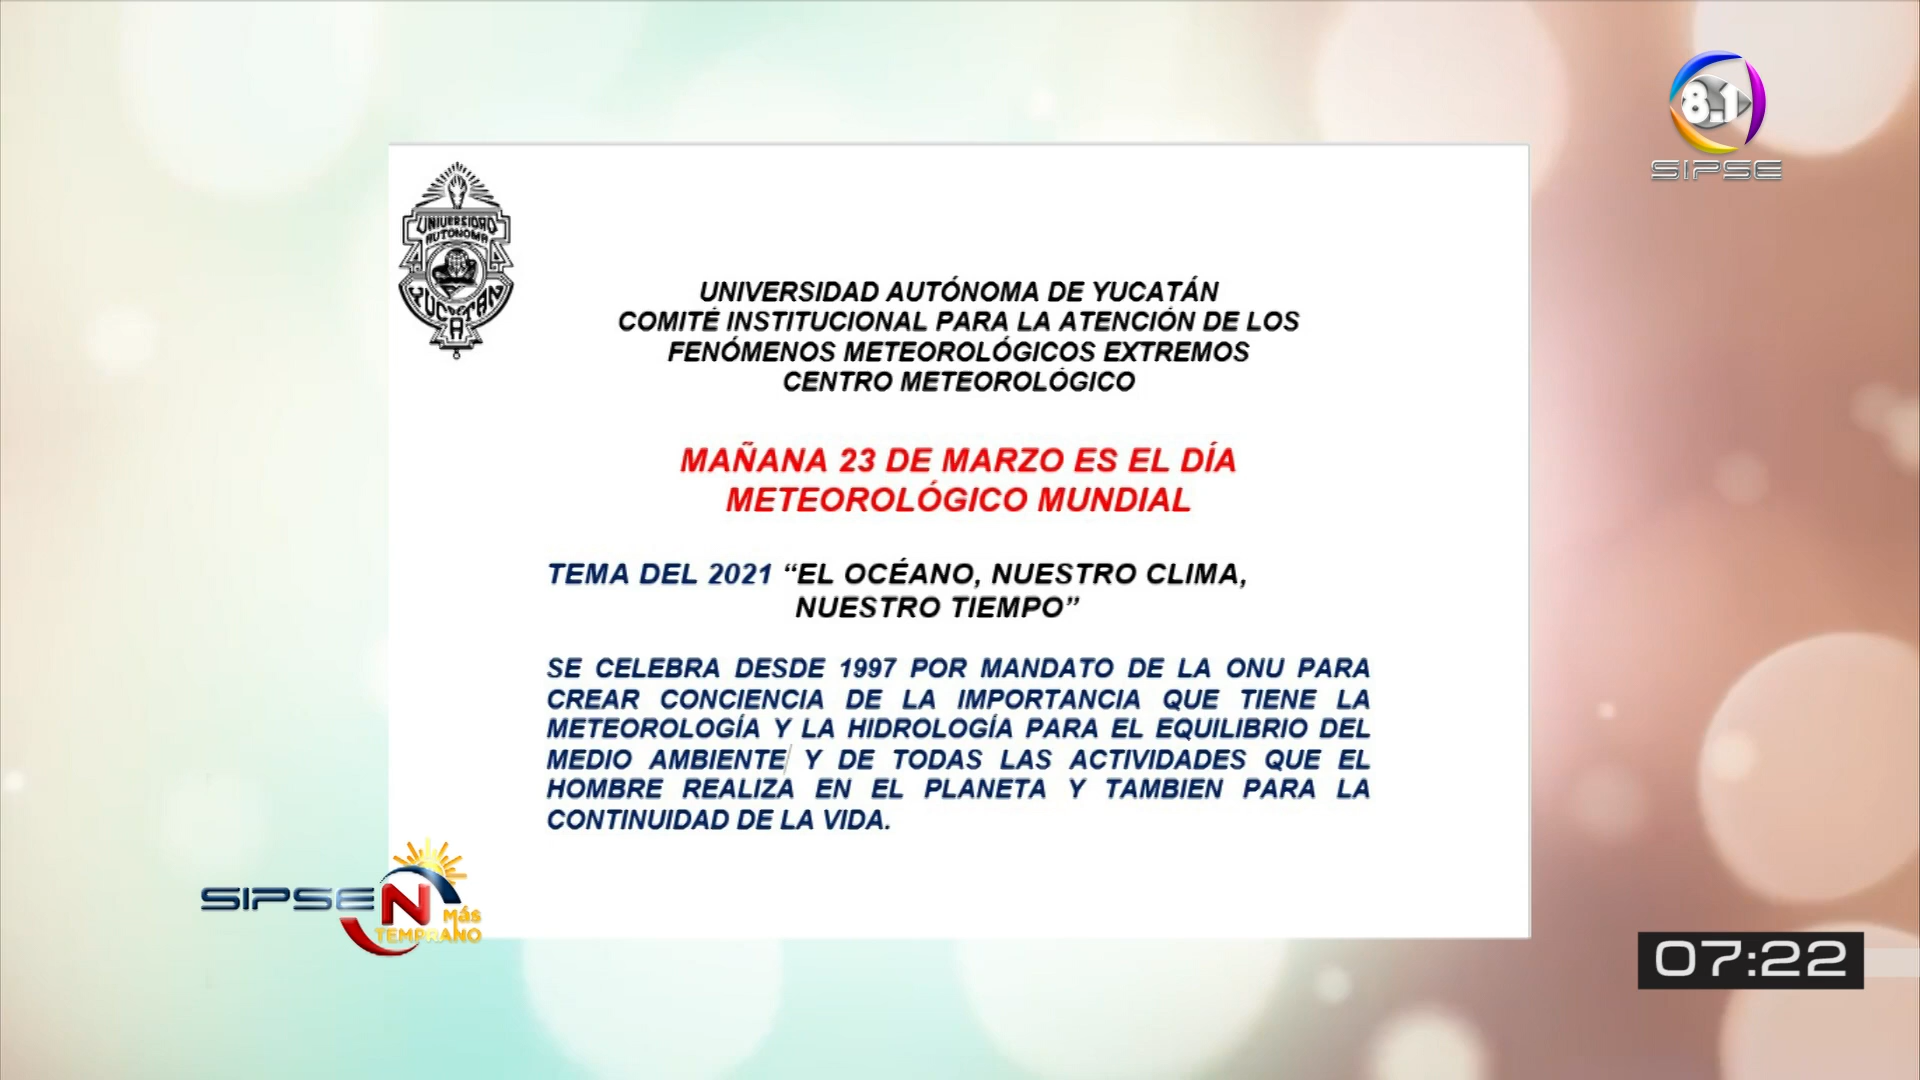 8.1
SIPSE
UNIVERSIDAD
AUTONOMA
YUCATAN
UNIVERSIDAD AUTÓNOMA DE YUCATÁN
COMITÉ INSTITUCIONAL PARA LA ATENCIÓN DE LOS
FENÓMENOS METEOROLÓGICOS EXTREMOS
CENTRO METEOROLÓGICO
MAÑANA 23 DE MARZO ES EL DÍA
METEOROLÓGICO MUNDIAL
TEMA DEL 2021 “EL OCÉANO, NUESTRO CLIMA,
NUESTRO TIEMPO”
SE CELEBRA DESDE 1997 POR MANDATO DE LA ONU PARA
CREAR CONCIENCIA DE LA IMPORTANCIA QUE TIENE LA
METEOROLOGÍA Y LA HIDROLOGÍA PARA EL EQUILIBRIO DEL
MEDIO AMBIENTE Y DE TODAS LAS ACTIVIDADES QUE EL
HOMBRE REALIZA EN EL PLANETA Y TAMBIEN PARA LA
CONTINUIDAD DE LA VIDA.
SIPSE N
MÁS
TEMPRANO
07:22